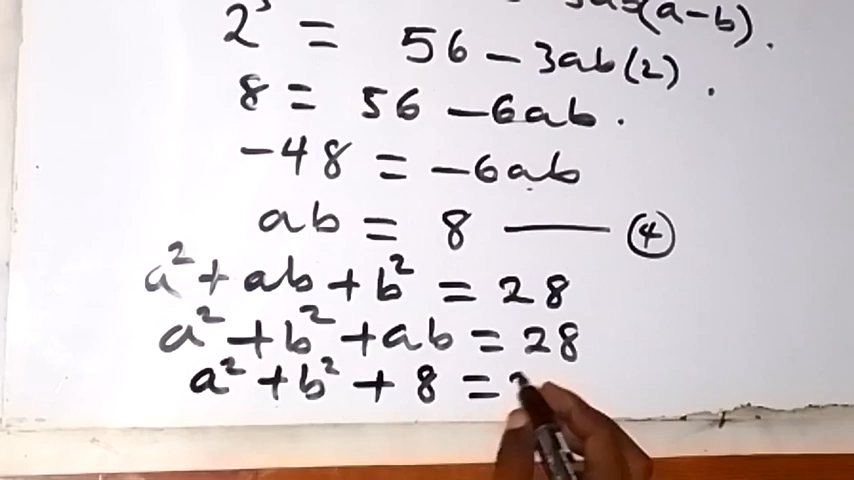 3ab(a-b).
2³ = 56 - 3ab(2).
8 = 56 - 6ab.
-48 = -6ab
ab = 8 —— ④
a² + ab + b² = 28
a² + b² + ab = 28
a² + b² + 8 =